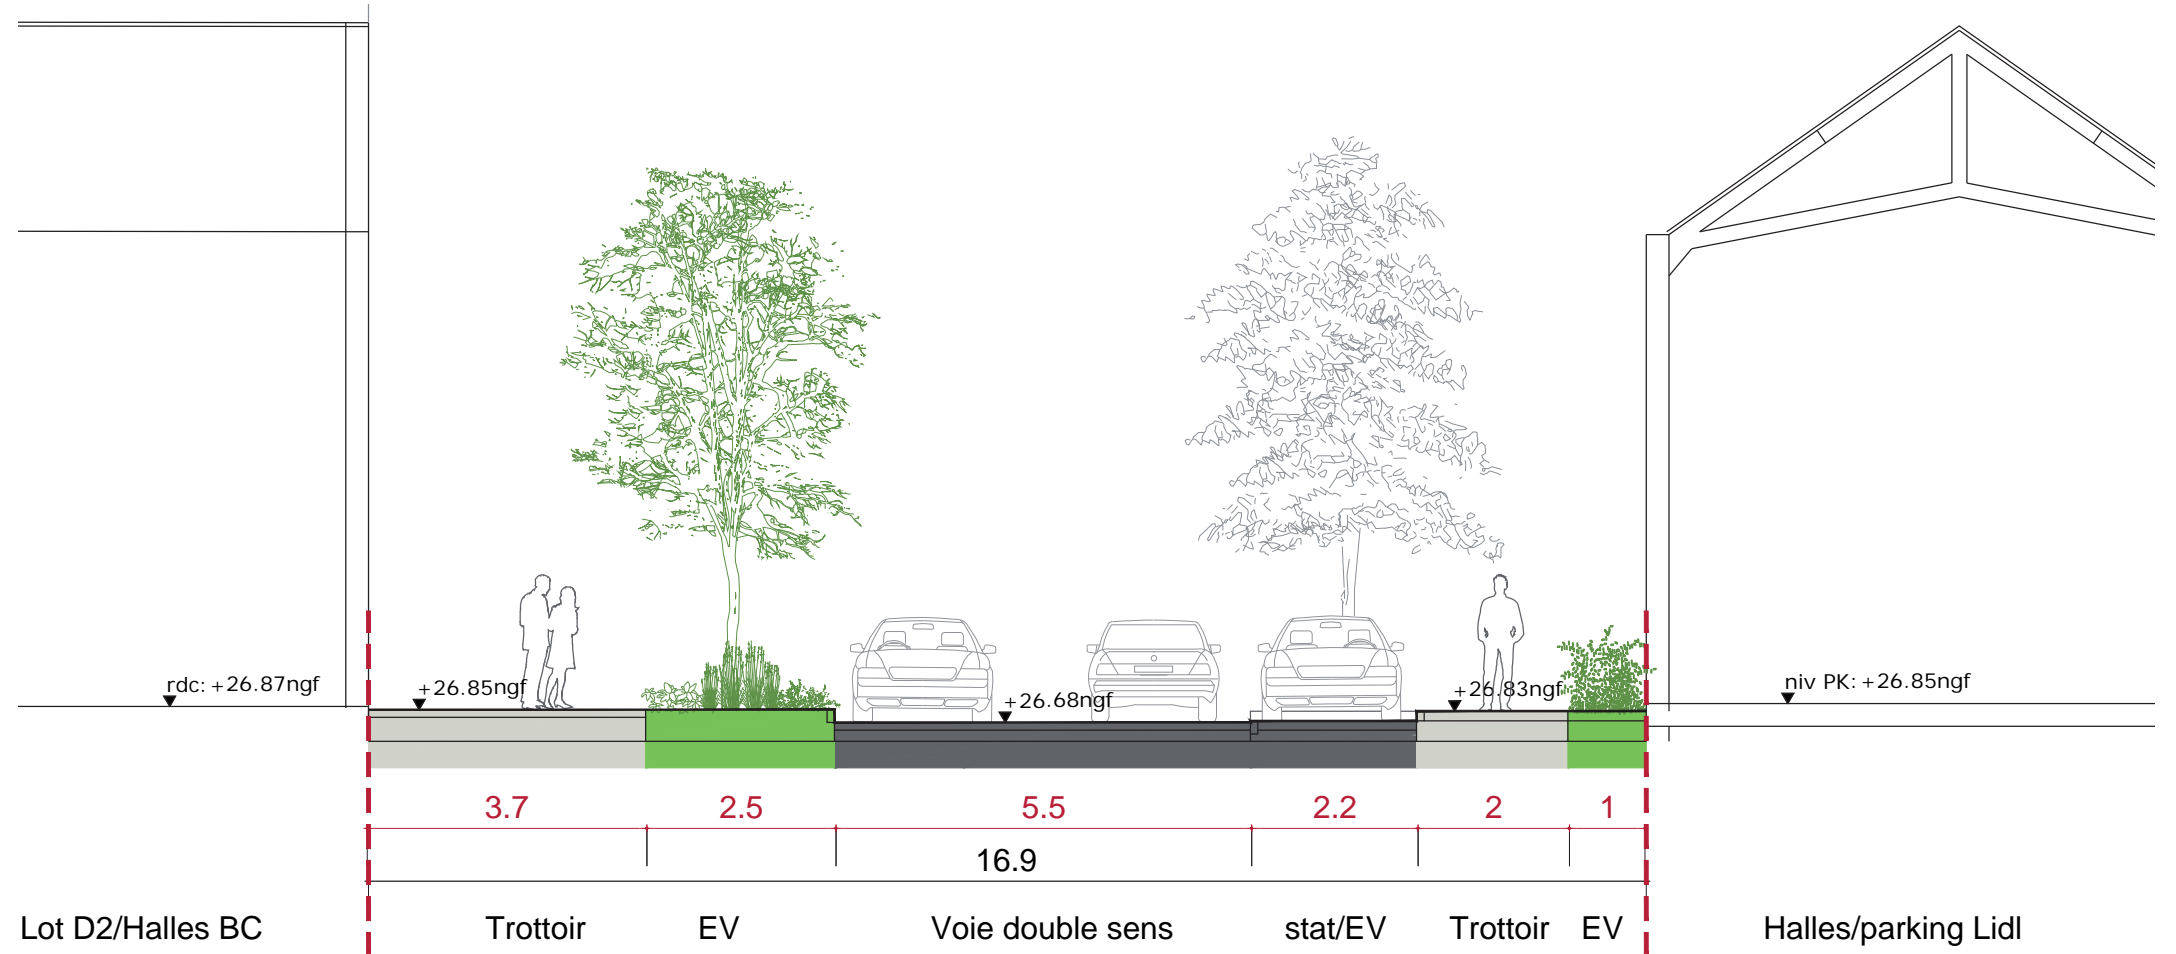 rdc: +26.87ngf
+26.85ngf
+26.68ngf
+26.83ngf
niv PK: +26.85ngf
3.7 2.5 5.5 2.2 2 1
16.9
Lot D2/Halles BC Trottoir EV Voie double sens stat/EV Trottoir EV Halles/parking Lidl